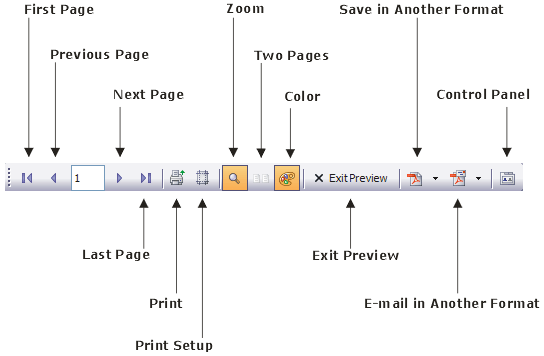 First Page
Zoom
Save in Another Format
Previous Page
Two Pages
Next Page
Color
Control Panel
1
Exit Preview
Last Page
Exit Preview
Print
E-mail in Another Format
Print Setup